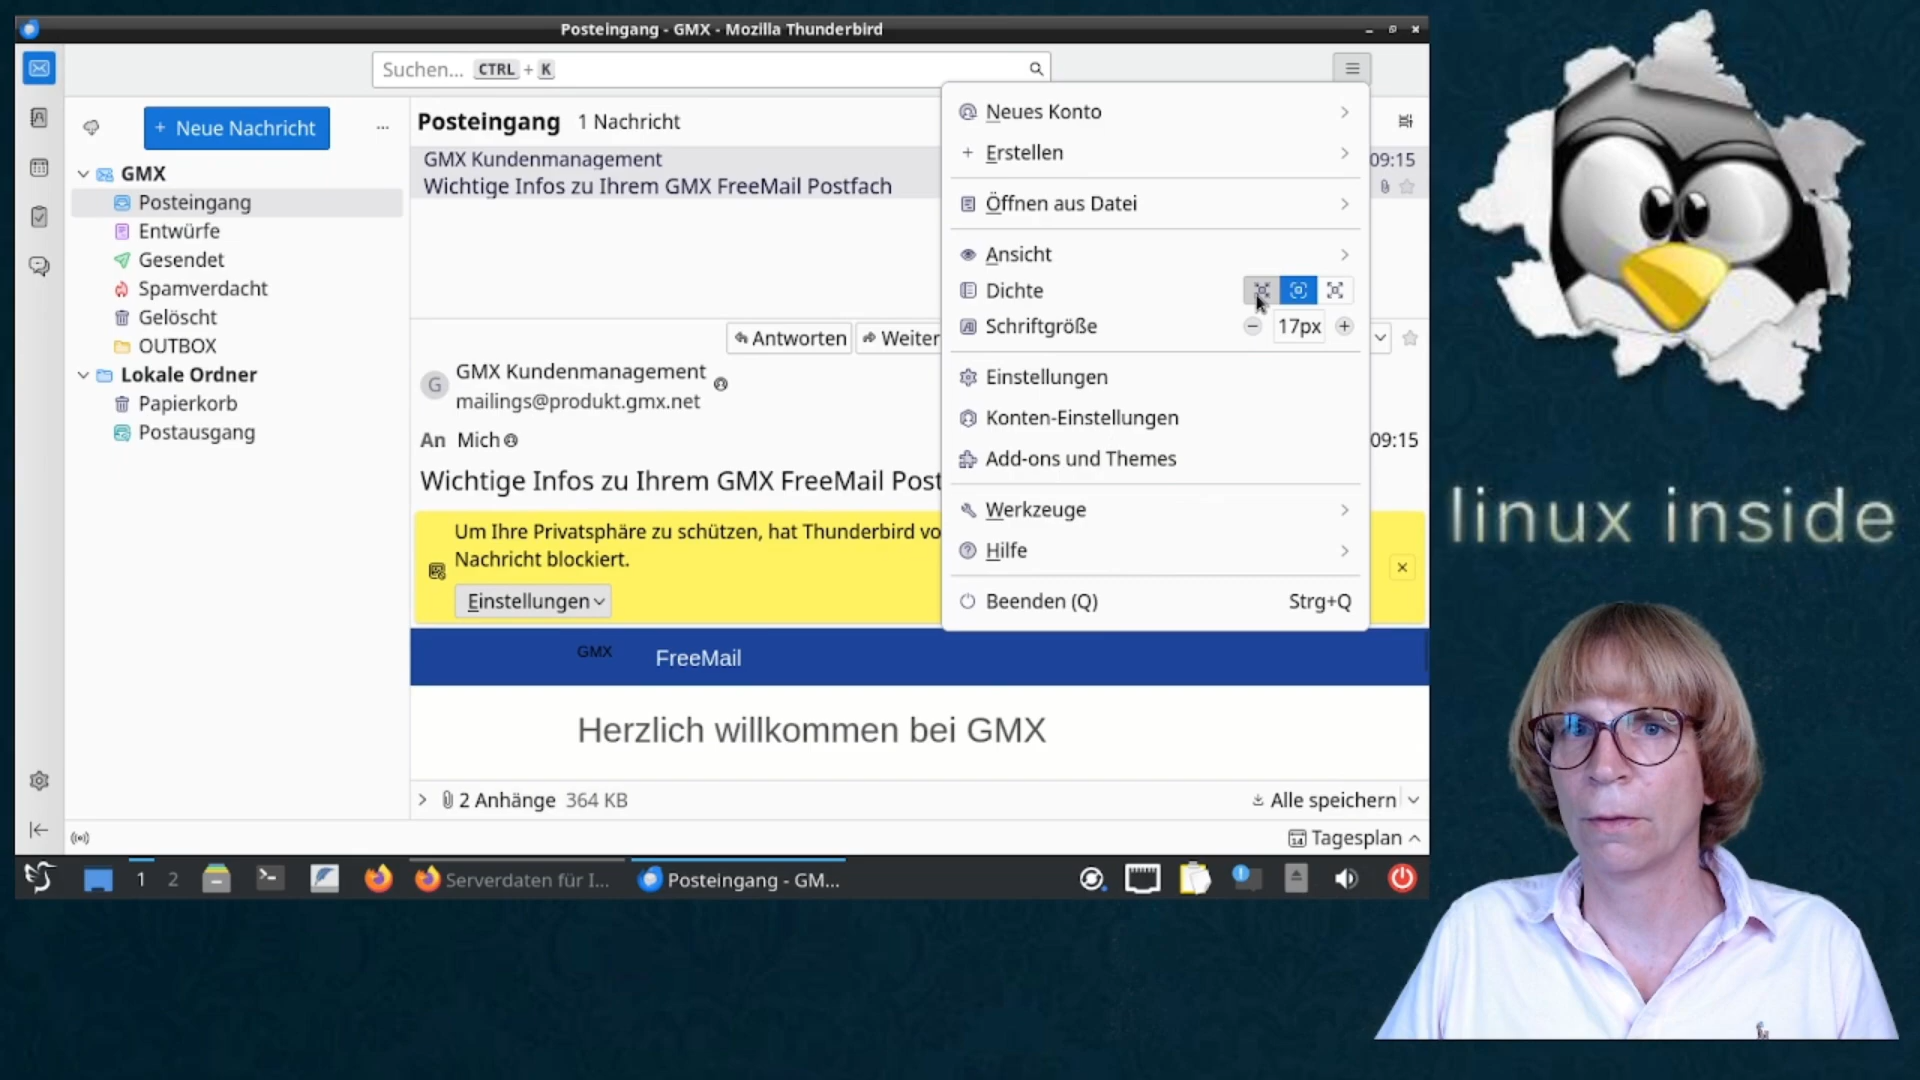 Posteingang - GMX - Mozilla Thunderbird
Suchen... CTRL + K
+ Neue Nachricht
GMX
Posteingang
Entwürfe
Gesendet
Spamverdacht
Gelöscht
OUTBOX
Lokale Ordner
Papierkorb
Postausgang
Posteingang 1 Nachricht
GMX Kundenmanagement 09:15
Wichtige Infos zu Ihrem GMX FreeMail Postfach
Antworten
Weiter
G
GMX Kundenmanagement
mailings@produkt.gmx.net
An Mich 09:15
Wichtige Infos zu Ihrem GMX FreeMail Post
Um Ihre Privatsphäre zu schützen, hat Thunderbird vo
Nachricht blockiert.
Einstellungen
GMX FreeMail
Herzlich willkommen bei GMX
2 Anhänge 364 KB
Alle speichern
14 Tagesplan
Neues Konto
+ Erstellen
Öffnen aus Datei
Ansicht
Dichte
Schriftgröße − 17px +
Einstellungen
Konten-Einstellungen
Add-ons und Themes
Werkzeuge
Hilfe
Beenden (Q) Strg+Q
1 2
Serverdaten für I...
Posteingang - GM...
linux inside